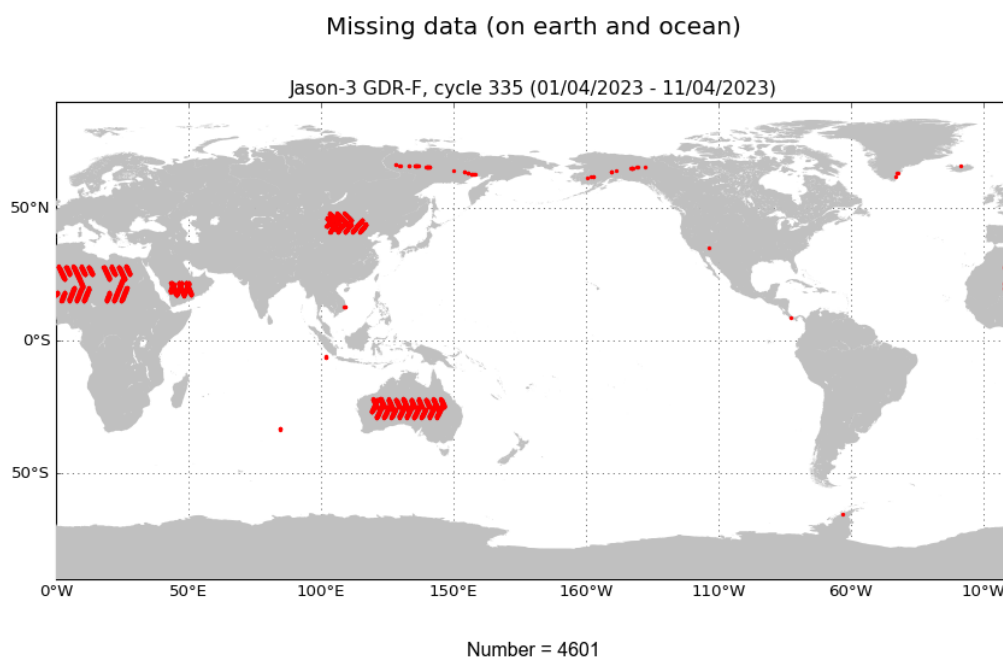 Missing data (on earth and ocean)
Jason-3 GDR-F, cycle 335 (01/04/2023 - 11/04/2023)
50°N
0°S
50°S
0°W 50°E 100°E 150°E 160°W 110°W 60°W 10°W
Number = 4601